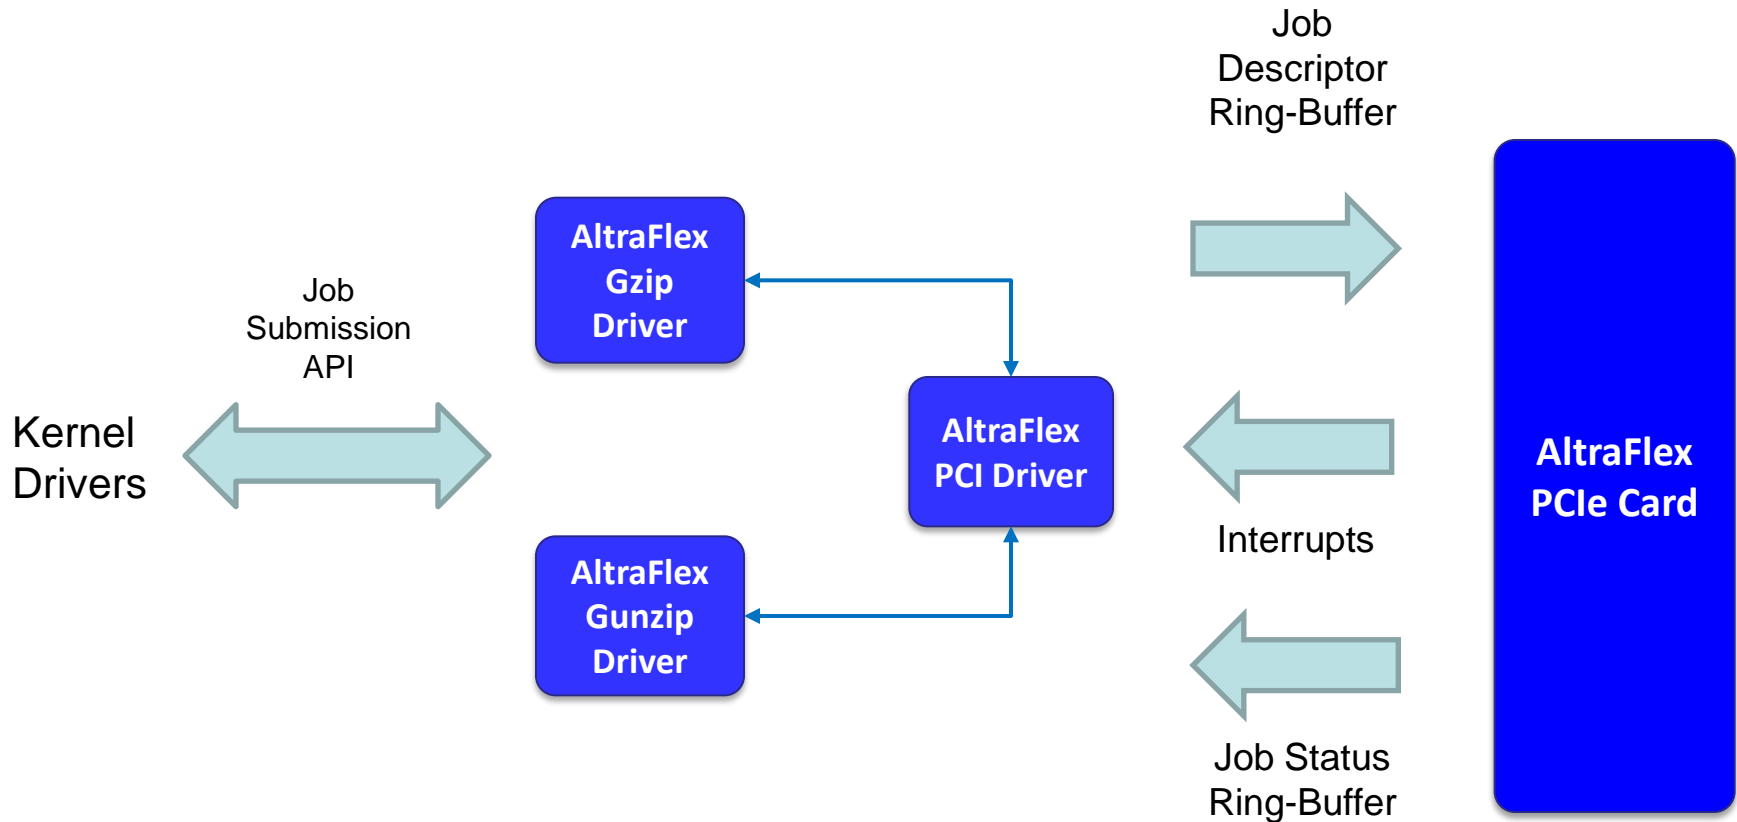 Job
Descriptor
Ring-Buffer
AltraFlex
Gzip
Driver
Job
Submission
API
Kernel
Drivers
AltraFlex
PCI Driver
AltraFlex
PCIe Card
Interrupts
AltraFlex
Gunzip
Driver
Job Status
Ring-Buffer